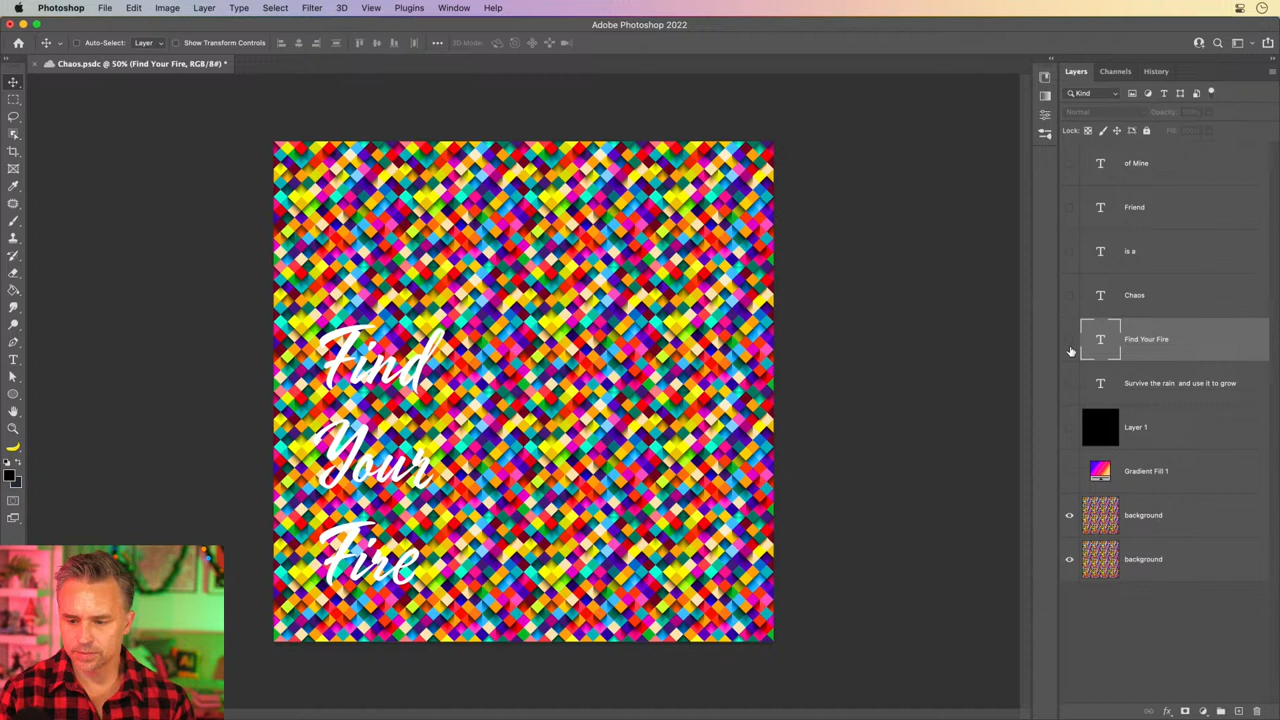 Photoshop File Edit Image Layer Type Select Filter 3D View Plugins Window Help
Adobe Photoshop 2022
Auto-Select: Layer Show Transform Controls 3D Mode:
Chaos.psdc @ 50% (Find Your Fire, RGB/8#) *
Layers Channels History
Kind
Normal Opacity:
Lock: Fill:
of Mine
Friend
is a
Chaos
Find Your Fire
Survive the rain and use it to grow
Layer 1
Gradient Fill 1
background
background
Find
Your
Fire